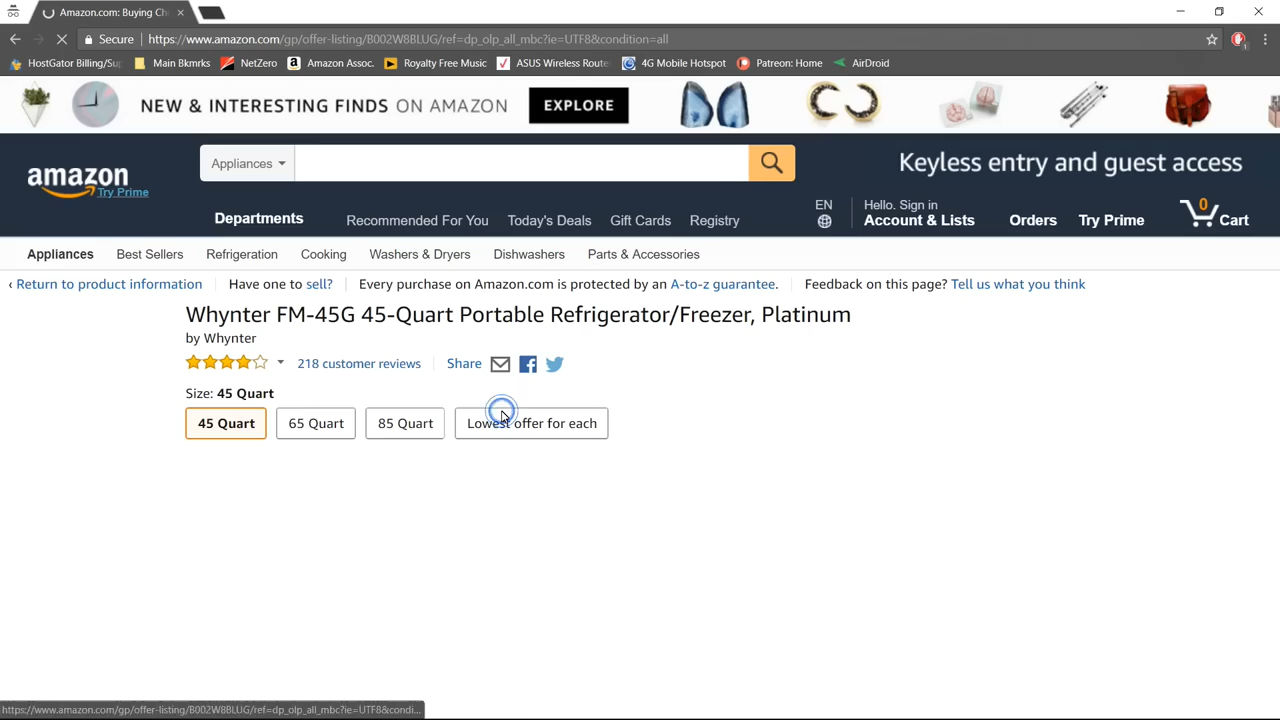 Amazon.com: Buying Ch
Secure https://www.amazon.com/gp/offer-listing/B002W8BLUG/ref=dp_olp_all_mbc?ie=UTF8&condition=all
HostGator Billing/Sup Main Bkmrks NetZero Amazon Assoc. Royalty Free Music ASUS Wireless Route 4G Mobile Hotspot Patreon: Home AirDroid
NEW & INTERESTING FINDS ON AMAZON EXPLORE
amazon Try Prime
Appliances
Keyless entry and guest access
Departments Recommended For You Today's Deals Gift Cards Registry EN Hello. Sign in Account & Lists Orders Try Prime 0 Cart
Appliances Best Sellers Refrigeration Cooking Washers & Dryers Dishwashers Parts & Accessories
‹ Return to product information Have one to sell? Every purchase on Amazon.com is protected by an A-to-z guarantee. Feedback on this page? Tell us what you think
Whynter FM-45G 45-Quart Portable Refrigerator/Freezer, Platinum
by Whynter
218 customer reviews Share
Size: 45 Quart
45 Quart 65 Quart 85 Quart Lowest offer for each
https://www.amazon.com/gp/offer-listing/B002W8BLUG/ref=dp_olp_all_mbc?ie=UTF8&condi...